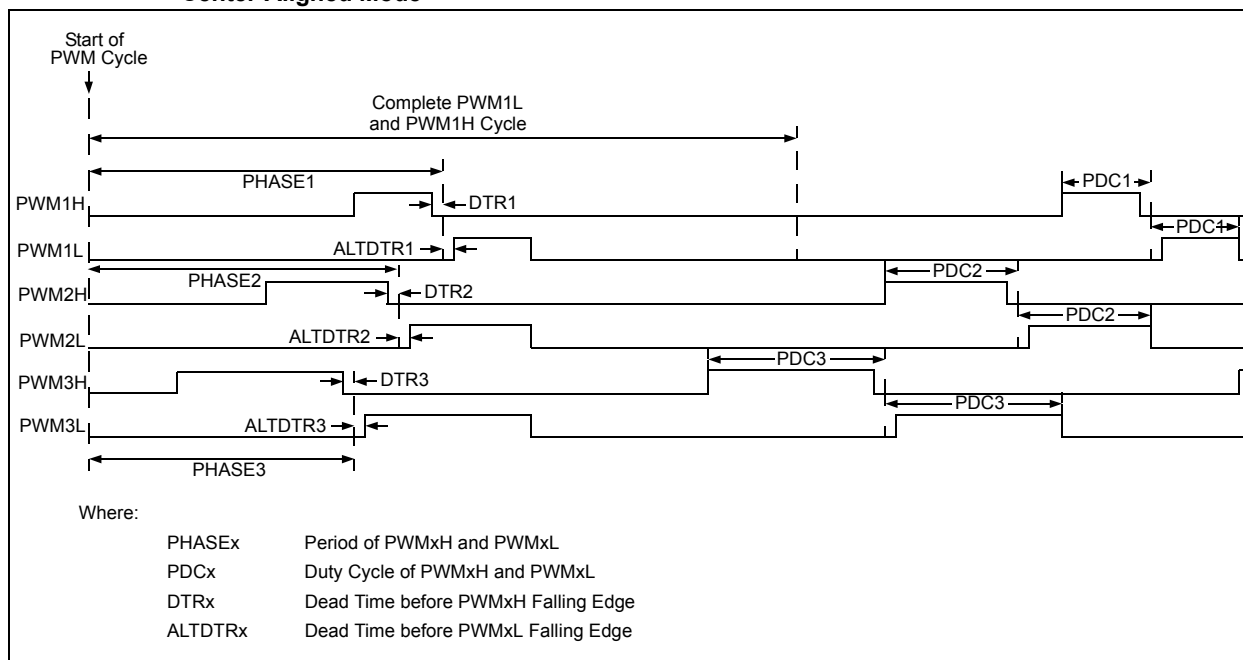 Center-Aligned Mode
Start of
PWM Cycle
Complete PWM1L
and PWM1H Cycle
PHASE1
PDC1
PWM1H
DTR1
PDC1
PWM1L
ALTDTR1
PHASE2
PDC2
PWM2H
DTR2
PDC2
PWM2L
ALTDTR2
PDC3
PWM3H
DTR3
PDC3
PWM3L
ALTDTR3
PHASE3
Where:
PHASEx Period of PWMxH and PWMxL
PDCx Duty Cycle of PWMxH and PWMxL
DTRx Dead Time before PWMxH Falling Edge
ALTDTRx Dead Time before PWMxL Falling Edge